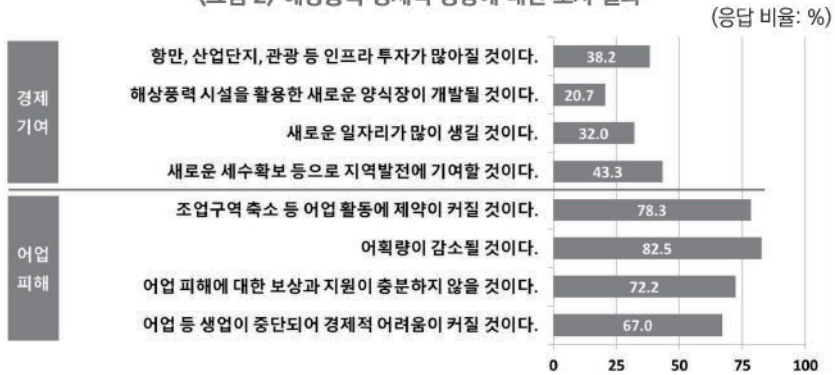 (응답 비율: %)
경제
기여
항만, 산업단지, 관광 등 인프라 투자가 많아질 것이다. 38.2
해상풍력 시설을 활용한 새로운 양식장이 개발될 것이다. 20.7
새로운 일자리가 많이 생길 것이다. 32.0
새로운 세수확보 등으로 지역발전에 기여할 것이다. 43.3
어업
피해
조업구역 축소 등 어업 활동에 제약이 커질 것이다. 78.3
어획량이 감소될 것이다. 82.5
어업 피해에 대한 보상과 지원이 충분하지 않을 것이다. 72.2
어업 등 생업이 중단되어 경제적 어려움이 커질 것이다. 67.0
0 25 50 75 100